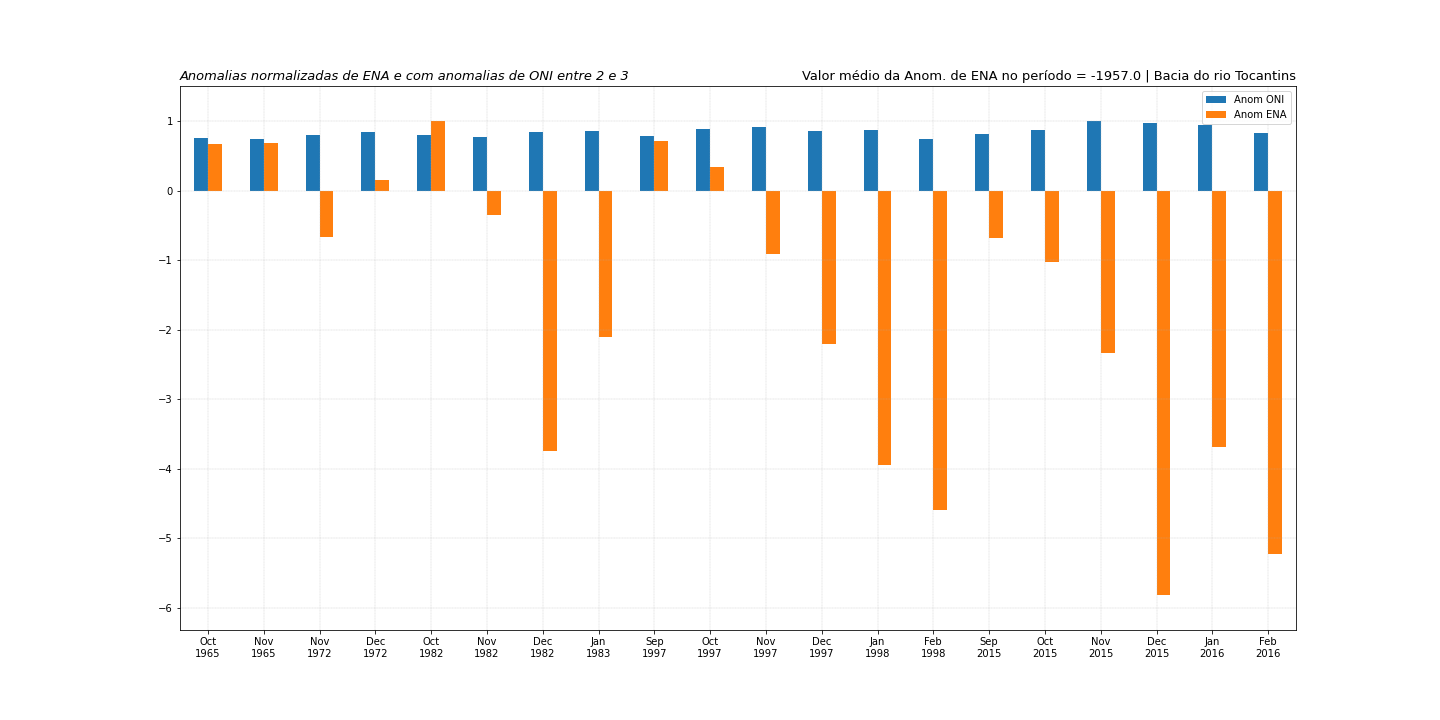 Anomalias normalizadas de ENA e com anomalias de ONI entre 2 e 3
Valor médio da Anom. de ENA no período = -1957.0 | Bacia do rio Tocantins
Anom ONI
Anom ENA
1
0
−1
−2
−3
−4
−5
−6
Oct Nov Nov Dec Oct Nov Dec Jan Sep Oct Nov Dec Jan Feb Sep Oct Nov Dec Jan Feb
1965 1965 1972 1972 1982 1982 1982 1983 1997 1997 1997 1997 1998 1998 2015 2015 2015 2015 2016 2016